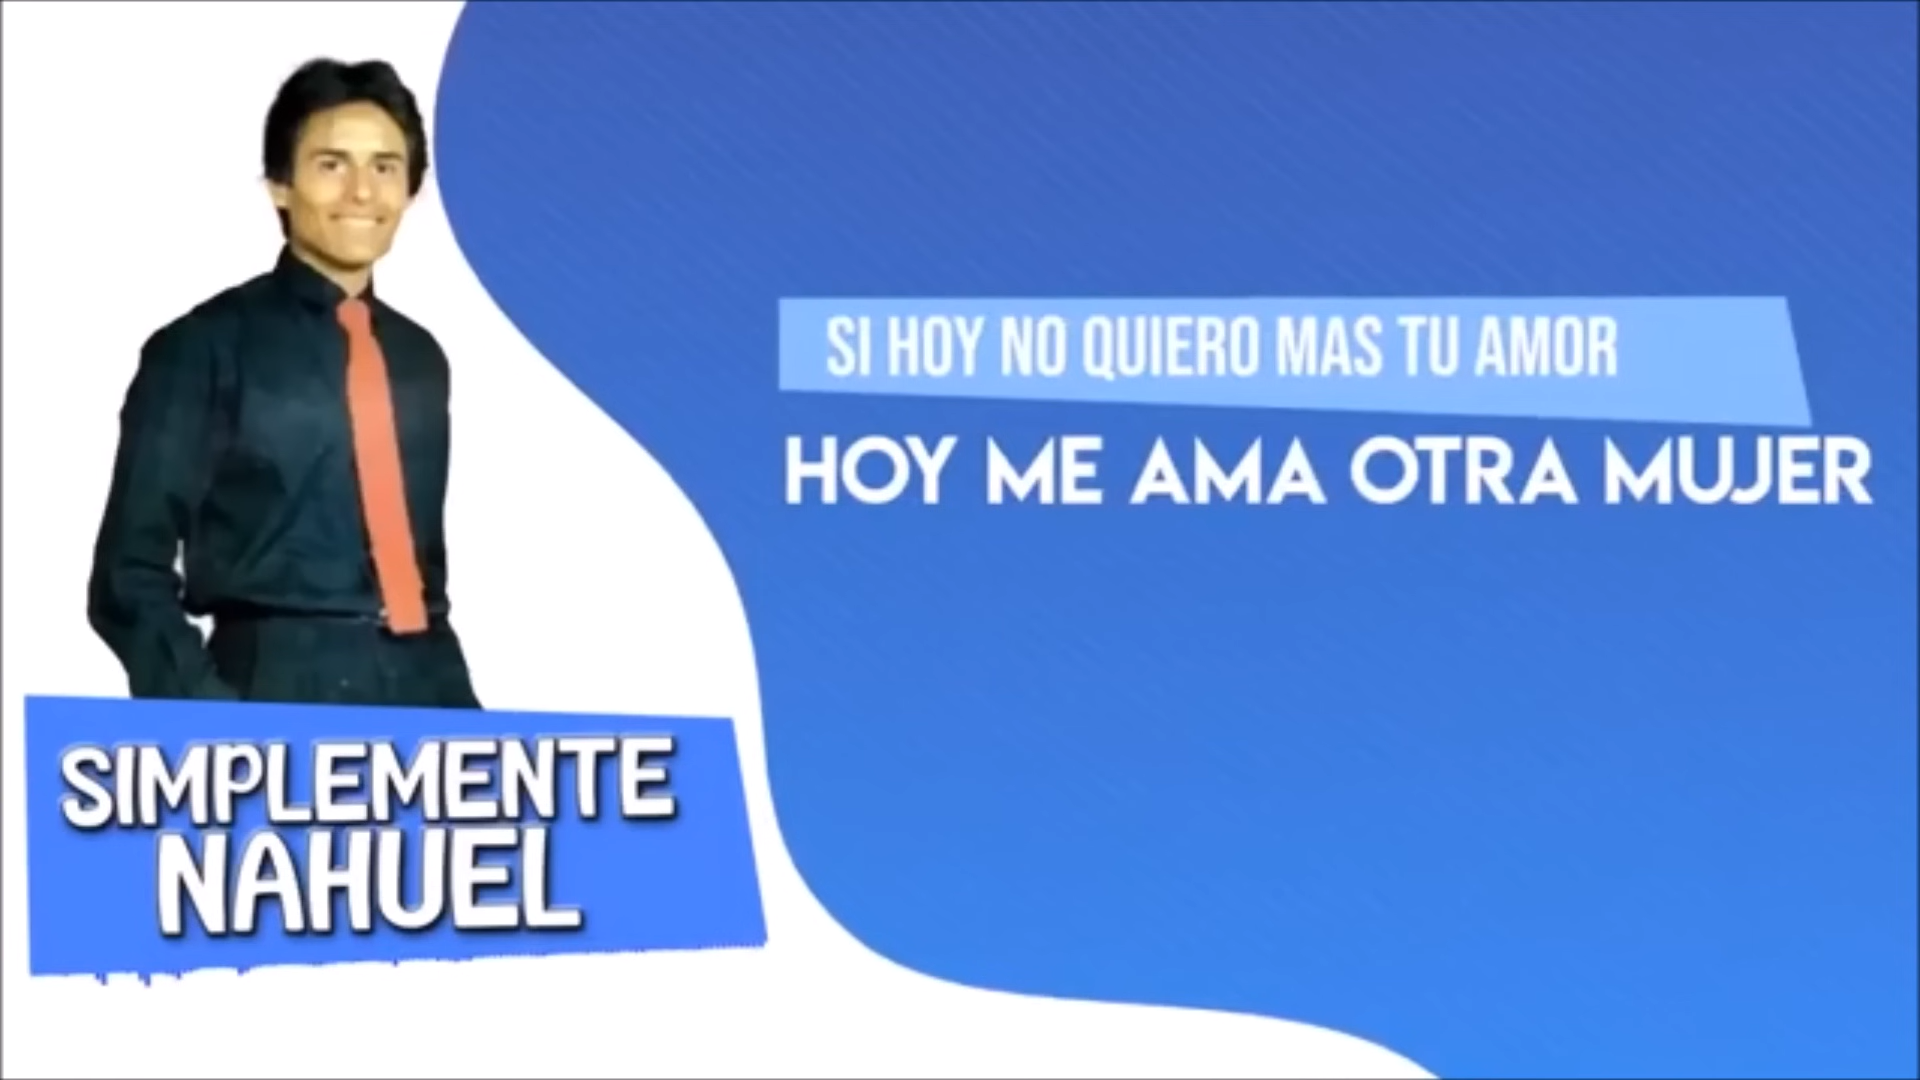 SI HOY NO QUIERO MAS TU AMOR
HOY ME AMA OTRA MUJER
SIMPLEMENTE
NAHUEL